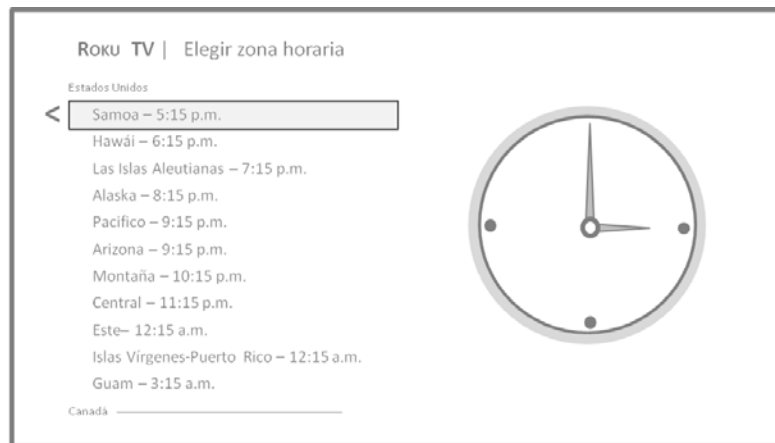 ROKU TV | Elegir zona horaria
Estados Unidos
<
Samoa – 5:15 p.m.
Hawái – 6:15 p.m.
Las Islas Aleutianas – 7:15 p.m.
Alaska – 8:15 p.m.
Pacifico – 9:15 p.m.
Arizona – 9:15 p.m.
Montaña – 10:15 p.m.
Central – 11:15 p.m.
Este– 12:15 a.m.
Islas Vírgenes-Puerto Rico – 12:15 a.m.
Guam – 3:15 a.m.
Canadá